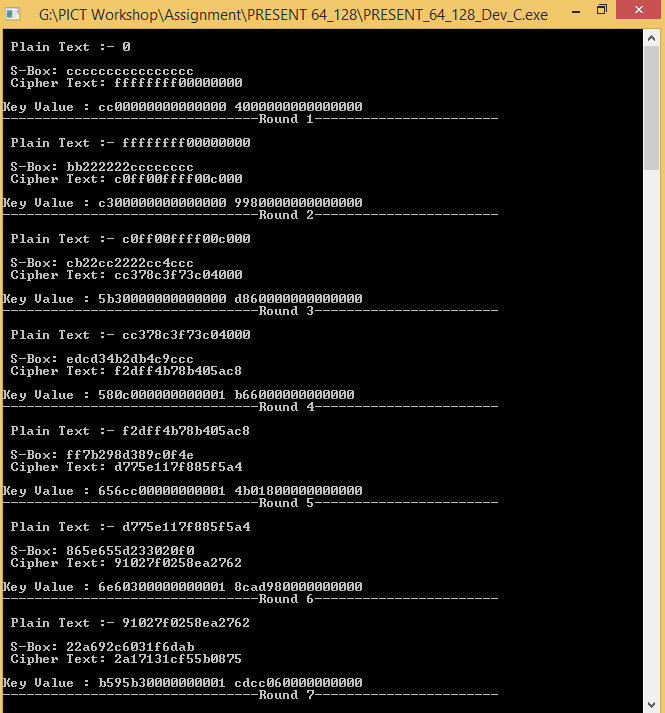 G:\PICT Workshop\Assignment\PRESENT 64_128\PRESENT_64_128_Dev_C.exe
Plain Text :- 0
S-Box: cccccccccccccccc
Cipher Text: ffffffff00000000
Key Value : cc00000000000000 4000000000000000
--------------------------------Round 1-----------------------
Plain Text :- ffffffff00000000
S-Box: bb222222cccccccc
Cipher Text: c0ff00ffff00c000
Key Value : c300000000000000 9980000000000000
--------------------------------Round 2-----------------------
Plain Text :- c0ff00ffff00c000
S-Box: cb22cc2222cc4ccc
Cipher Text: cc378c3f73c04000
Key Value : 5b30000000000000 d860000000000000
--------------------------------Round 3-----------------------
Plain Text :- cc378c3f73c04000
S-Box: edcd34b2db4c9ccc
Cipher Text: f2dff4b78b405ac8
Key Value : 580c000000000001 b66000000000000
--------------------------------Round 4-----------------------
Plain Text :- f2dff4b78b405ac8
S-Box: ff7b298d389c0f4e
Cipher Text: d775e117f885f5a4
Key Value : 656cc00000000001 4b01800000000000
--------------------------------Round 5-----------------------
Plain Text :- d775e117f885f5a4
S-Box: 865e655d233020f0
Cipher Text: 91027f0258ea2762
Key Value : 6e60300000000001 8cad980000000000
--------------------------------Round 6-----------------------
Plain Text :- 91027f0258ea2762
S-Box: 22a692c6031f6dab
Cipher Text: 2a17131cf55b0875
Key Value : b595b30000000001 cdcc060000000000
--------------------------------Round 7-----------------------